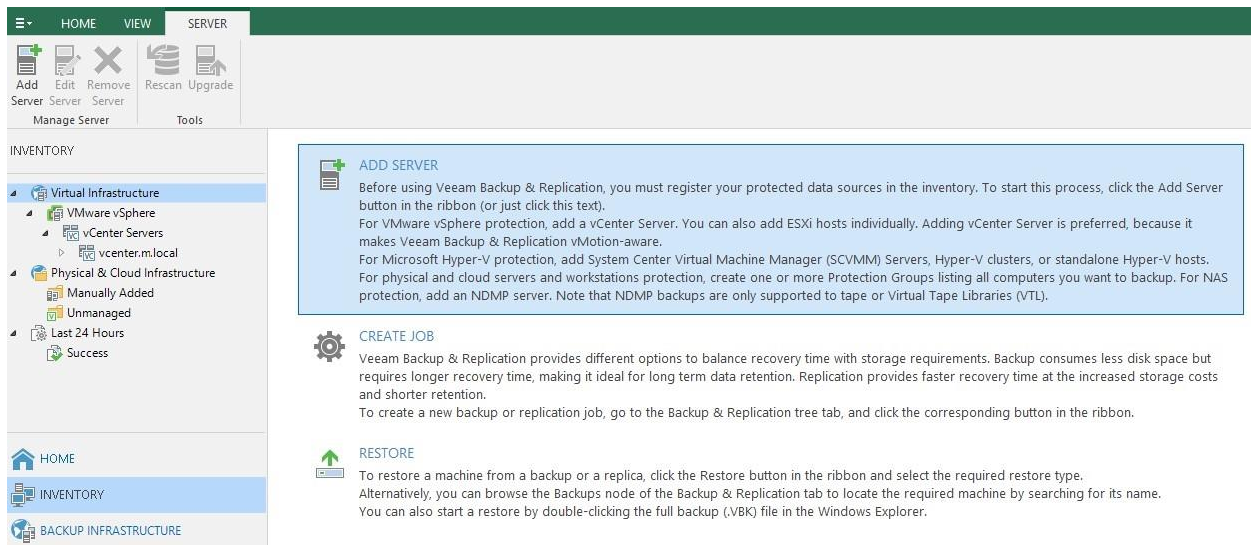 HOME VIEW SERVER
Add Server
Edit Server
Remove Server
Rescan
Upgrade
Manage Server
Tools
INVENTORY
Virtual Infrastructure
VMware vSphere
vCenter Servers
vcenter.m.local
Physical & Cloud Infrastructure
Manually Added
Unmanaged
Last 24 Hours
Success
HOME
INVENTORY
BACKUP INFRASTRUCTURE
ADD SERVER
Before using Veeam Backup & Replication, you must register your protected data sources in the inventory. To start this process, click the Add Server
button in the ribbon (or just click this text).
For VMware vSphere protection, add a vCenter Server. You can also add ESXi hosts individually. Adding vCenter Server is preferred, because it
makes Veeam Backup & Replication vMotion-aware.
For Microsoft Hyper-V protection, add System Center Virtual Machine Manager (SCVMM) Servers, Hyper-V clusters, or standalone Hyper-V hosts.
For physical and cloud servers and workstations protection, create one or more Protection Groups listing all computers you want to backup. For NAS
protection, add an NDMP server. Note that NDMP backups are only supported to tape or Virtual Tape Libraries (VTL).
CREATE JOB
Veeam Backup & Replication provides different options to balance recovery time with storage requirements. Backup consumes less disk space but
requires longer recovery time, making it ideal for long term data retention. Replication provides faster recovery time at the increased storage costs
and shorter retention.
To create a new backup or replication job, go to the Backup & Replication tree tab, and click the corresponding button in the ribbon.
RESTORE
To restore a machine from a backup or a replica, click the Restore button in the ribbon and select the required restore type.
Alternatively, you can browse the Backups node of the Backup & Replication tab to locate the required machine by searching for its name.
You can also start a restore by double-clicking the full backup (.VBK) file in the Windows Explorer.